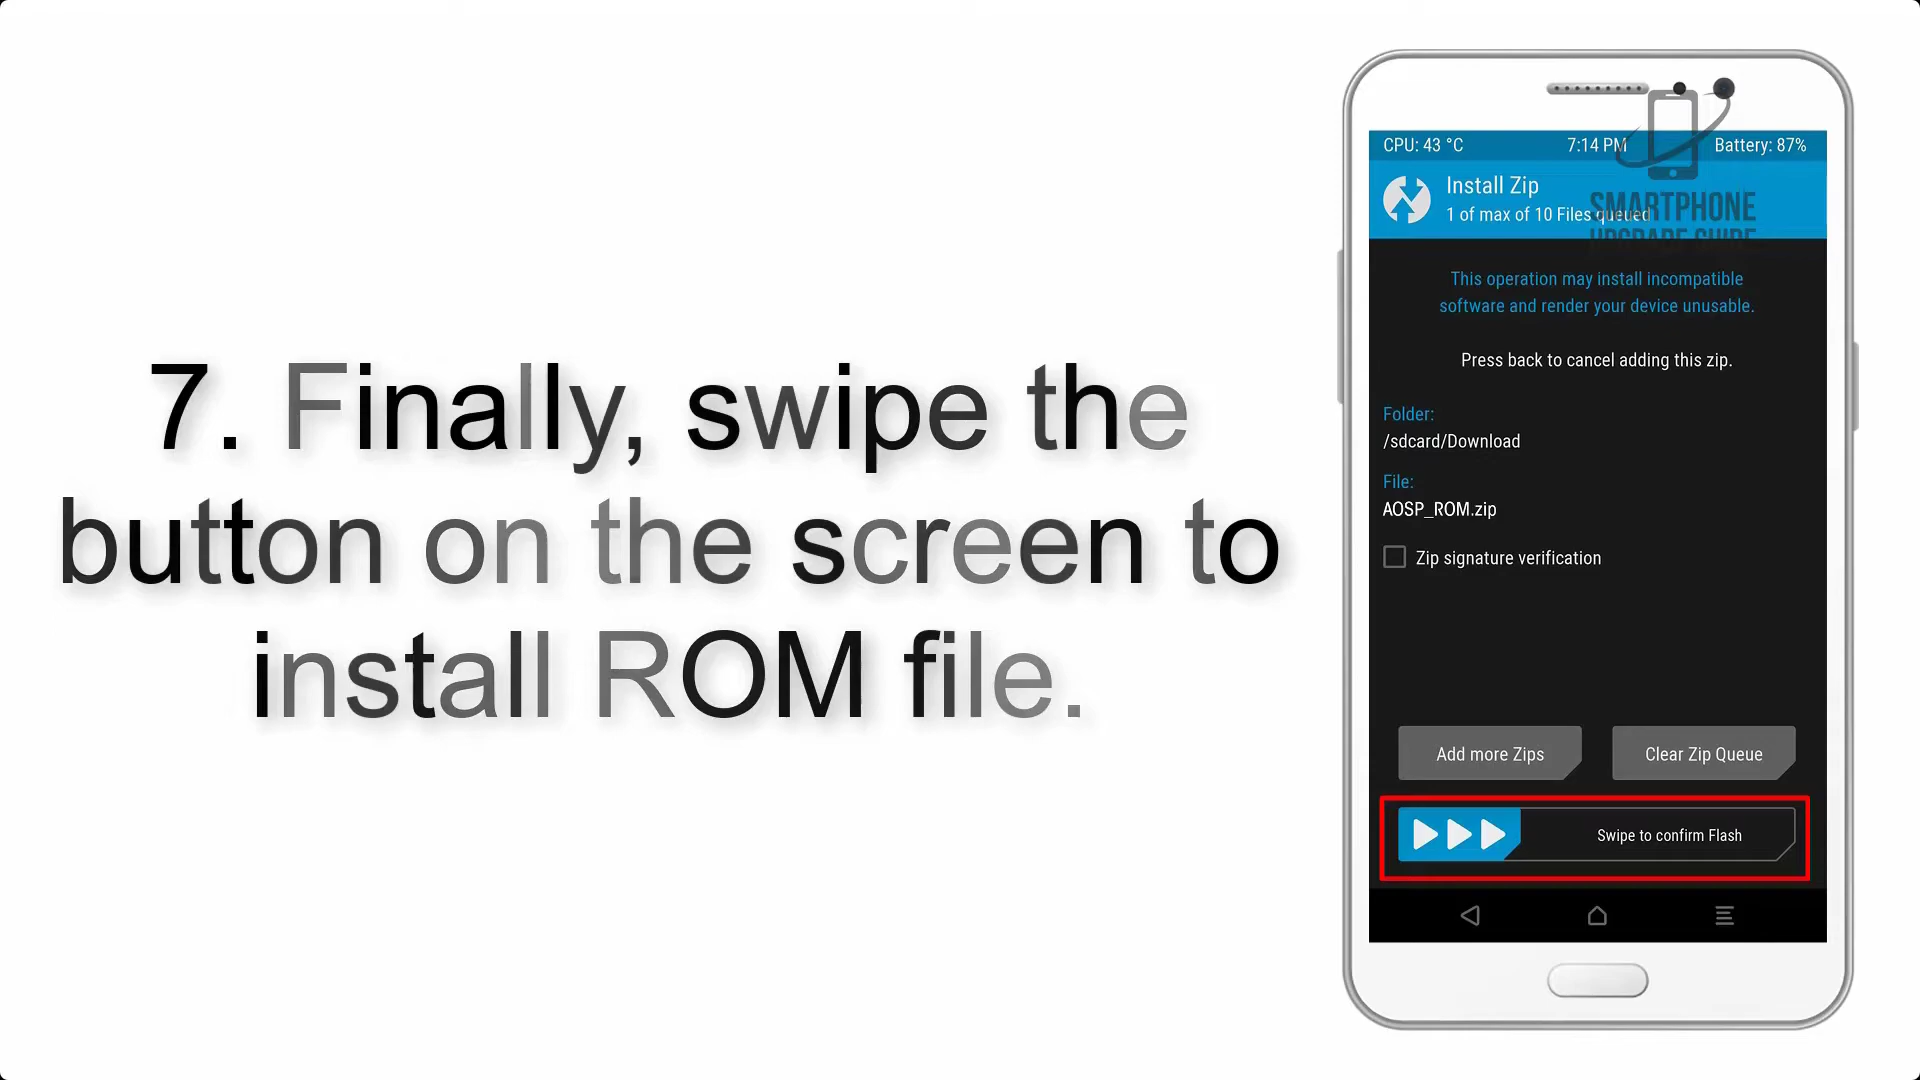 7. Finally, swipe the
button on the screen to
install ROM file.
CPU: 43 °C 7:14 PM Battery: 87%
Install Zip
1 of max of 10 Files queued
SMARTPHONE
UPGRADE GUIDE
This operation may install incompatible
software and render your device unusable.
Press back to cancel adding this zip.
Folder:
/sdcard/Download
File:
AOSP_ROM.zip
Zip signature verification
Add more Zips Clear Zip Queue
Swipe to confirm Flash